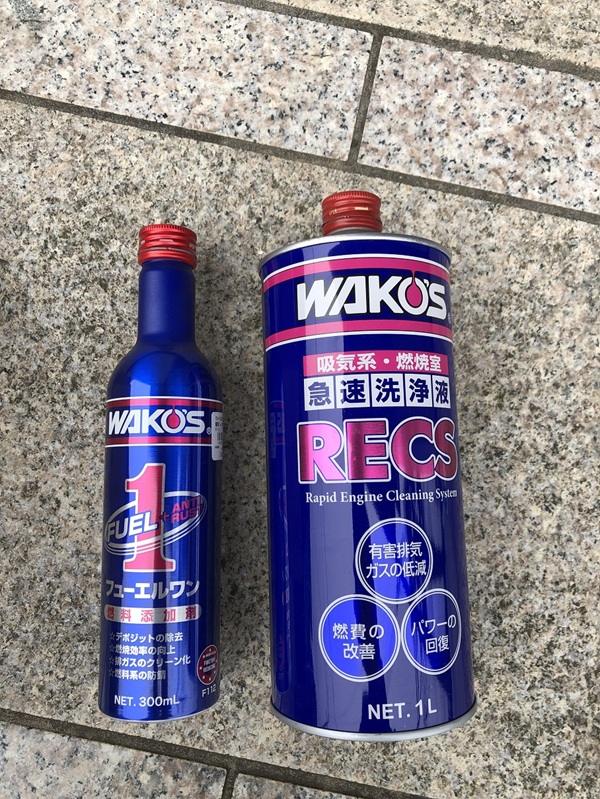 WAKO'S®
FUEL 1
+ANTI
RUST
フューエルワン
燃料添加剤
☆デポジットの除去
☆燃焼効率の向上
☆排ガスのクリーン化
☆燃料系の防錆
F112
NET. 300mL
WAKO'S
吸気系・燃焼室
急速洗浄液
RECS
Rapid Engine Cleaning System
有害排気
ガスの低減
燃費の
改善
パワーの
回復
NET. 1 L